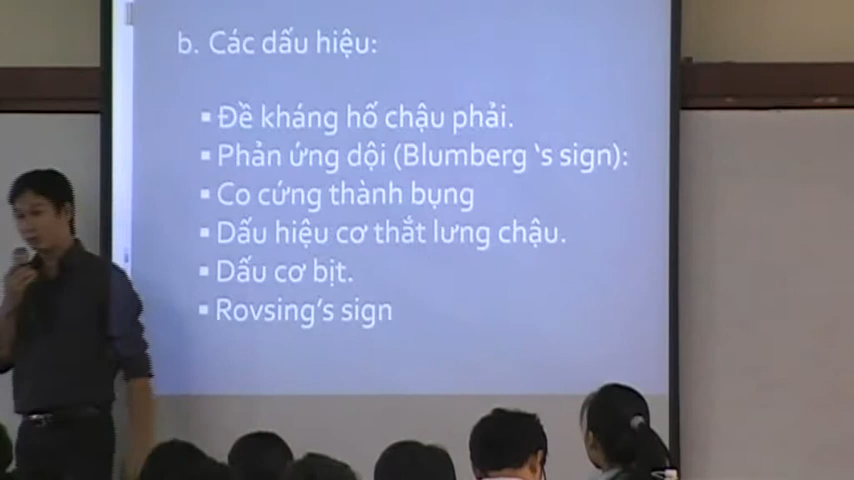 b. Các dấu hiệu:
▪ Đề kháng hố chậu phải.
▪ Phản ứng dội (Blumberg ‘s sign):
▪ Co cứng thành bụng
▪ Dấu hiệu cơ thắt lưng chậu.
▪ Dấu cơ bịt.
▪ Rovsing’s sign